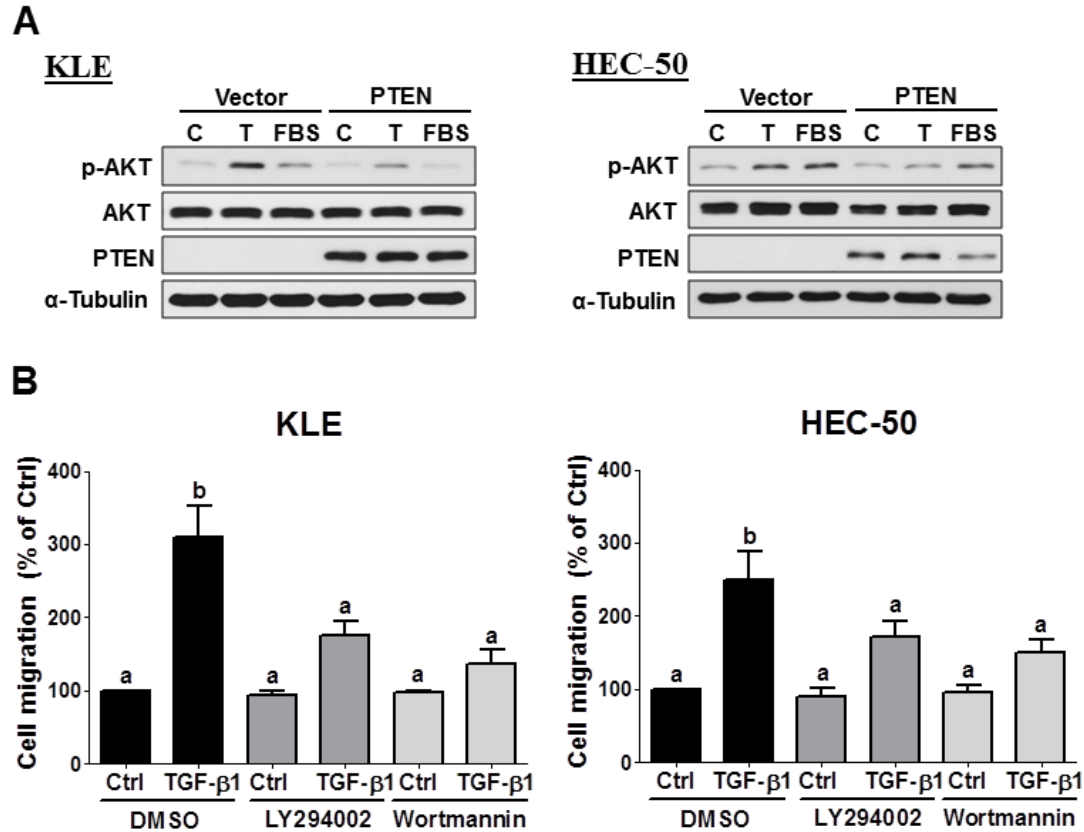 A
KLE
Vector PTEN
C T FBS C T FBS
p-AKT
AKT
PTEN
α-Tubulin
HEC-50
Vector PTEN
C T FBS C T FBS
p-AKT
AKT
PTEN
α-Tubulin
B
KLE
Cell migration (% of Ctrl)
400
300
200
100
0
a b a a a a
Ctrl TGF-β1 Ctrl TGF-β1 Ctrl TGF-β1
DMSO LY294002 Wortmannin
HEC-50
Cell migration (% of Ctrl)
400
300
200
100
0
a b a a a a
Ctrl TGF-β1 Ctrl TGF-β1 Ctrl TGF-β1
DMSO LY294002 Wortmannin